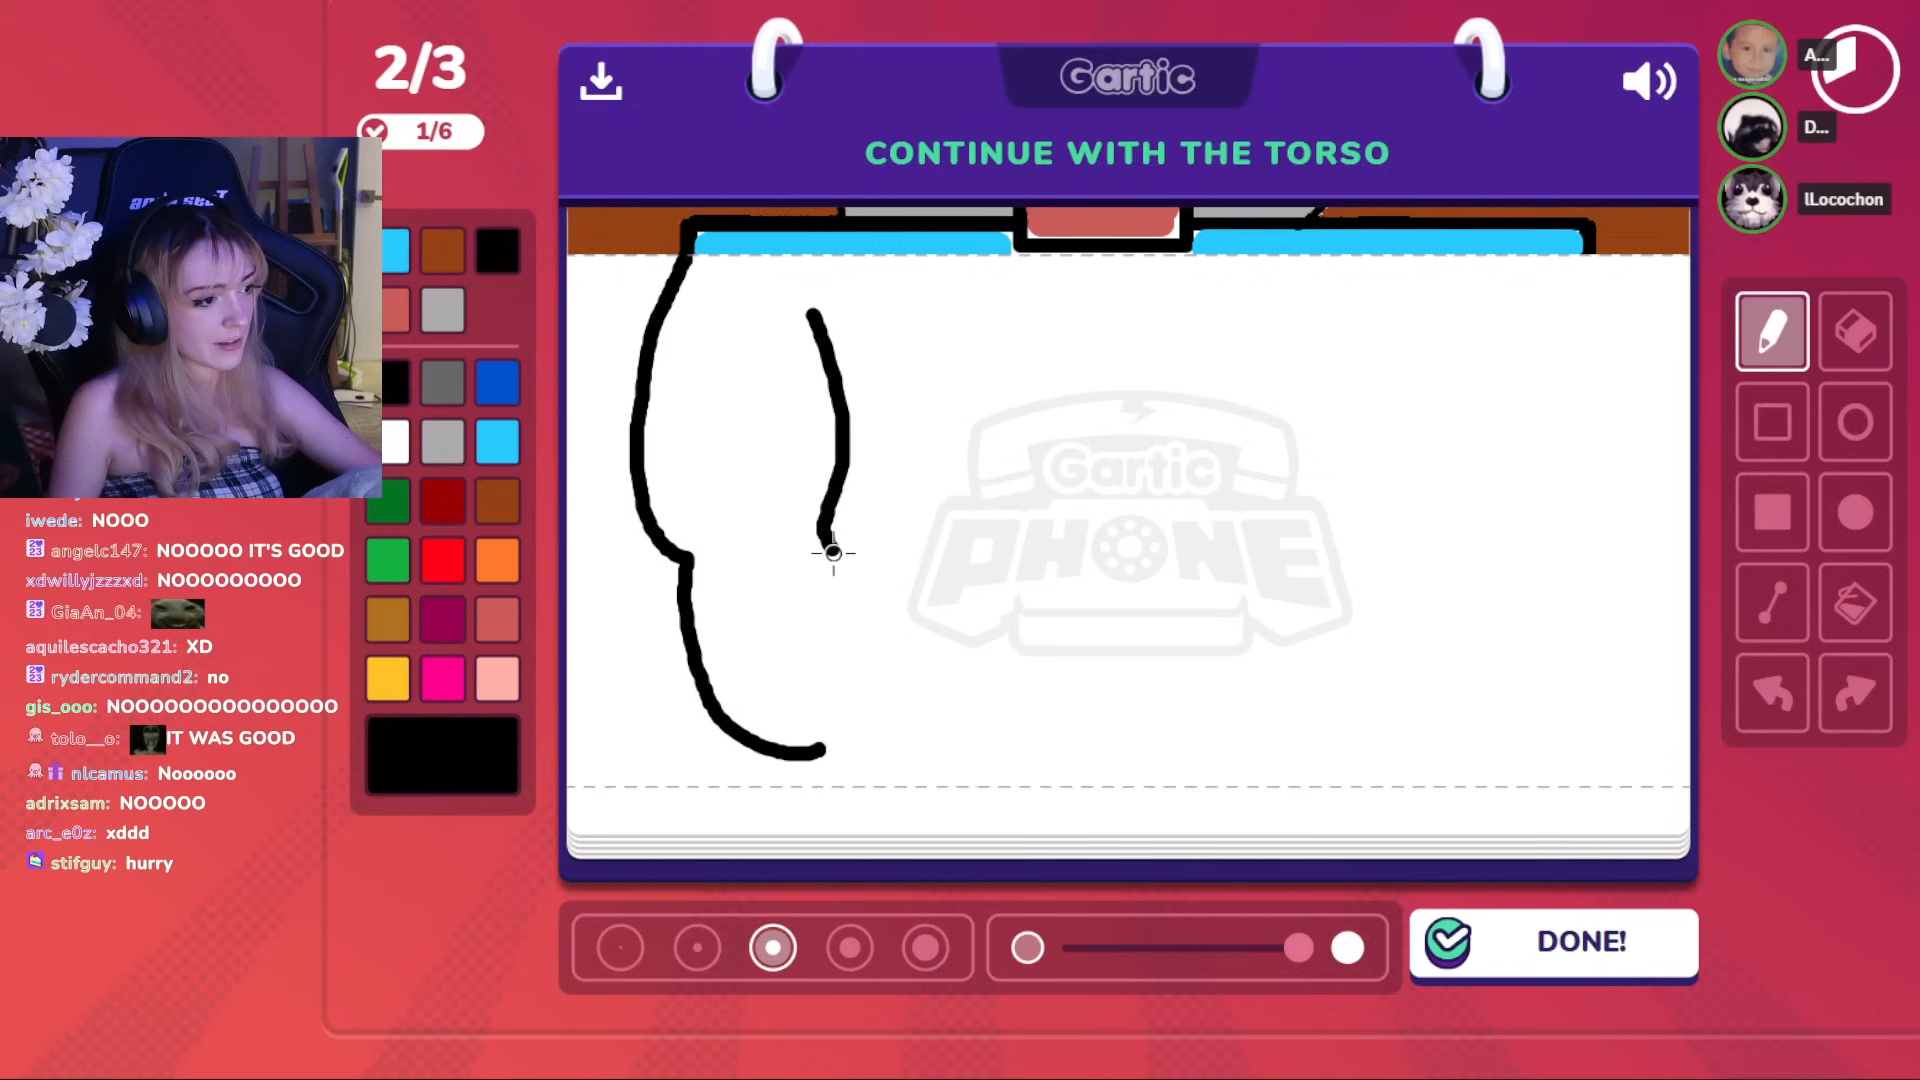 2/3
1/6
Gartic
CONTINUE WITH THE TORSO
A...
D...
lLocochon
Gartic
PHONE
iwede: NOOO
angelc147: NOOOOO IT'S GOOD
xdwillyjzzzxd: NOOOOOOOOO
GiaAn_04:
aquilescacho321: XD
rydercommand2: no
gis_ooo: NOOOOOOOOOOOOOOO
tolo__o: IT WAS GOOD
nlcamus: Noooooo
adrixsam: NOOOOO
arc_e0z: xddd
stifguy: hurry
DONE!